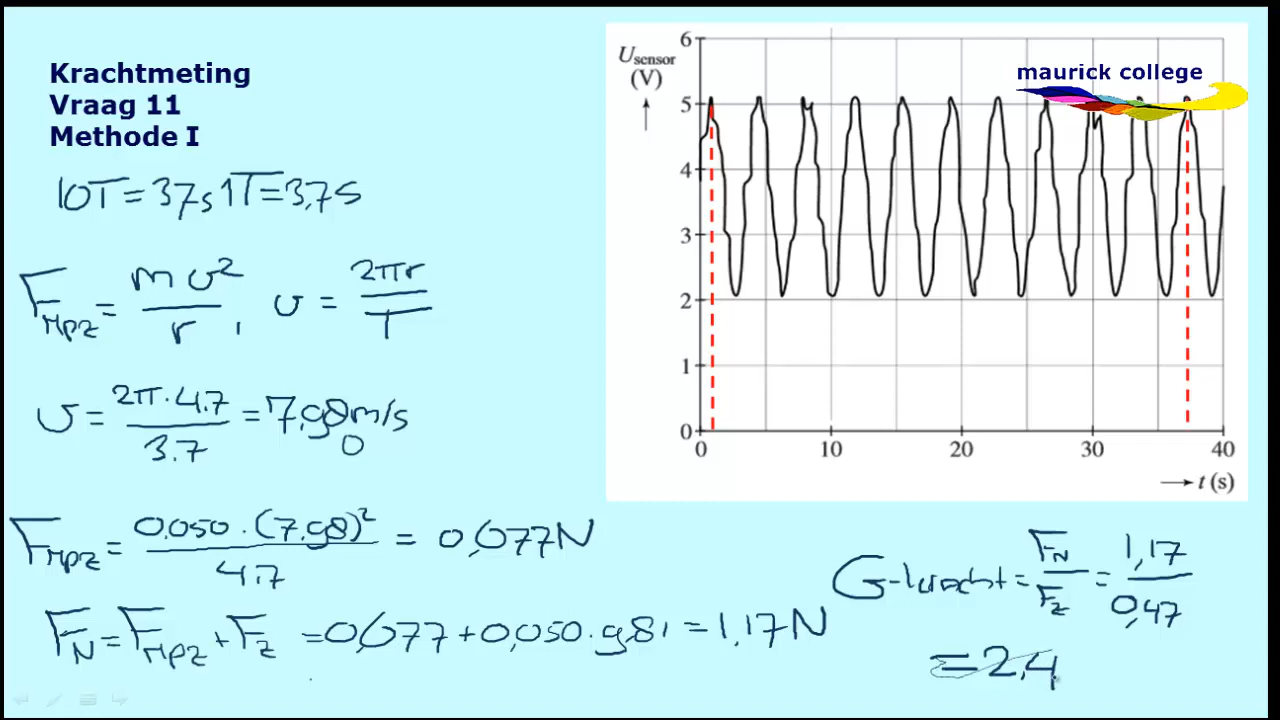 Krachtmeting
Vraag 11
Methode I
10T = 37s 1T = 3,7s
F_mpz = m v² / r , v = 2πr / T
v = 2π · 4.7 / 3.7 = 7,98 m/s
0
F_mpz = 0,050 · (7,98)² / 4.7 = 0,677N
F_N = F_mpz + F_z = 0,677 + 0,050 · 9,81 = 1,17N
G-kracht = F_N / F_z = 1,17 / 0,47
= 2,4
U_sensor
(V)
maurick college
6
5
4
3
2
1
0
0 10 20 30 40
t (s)